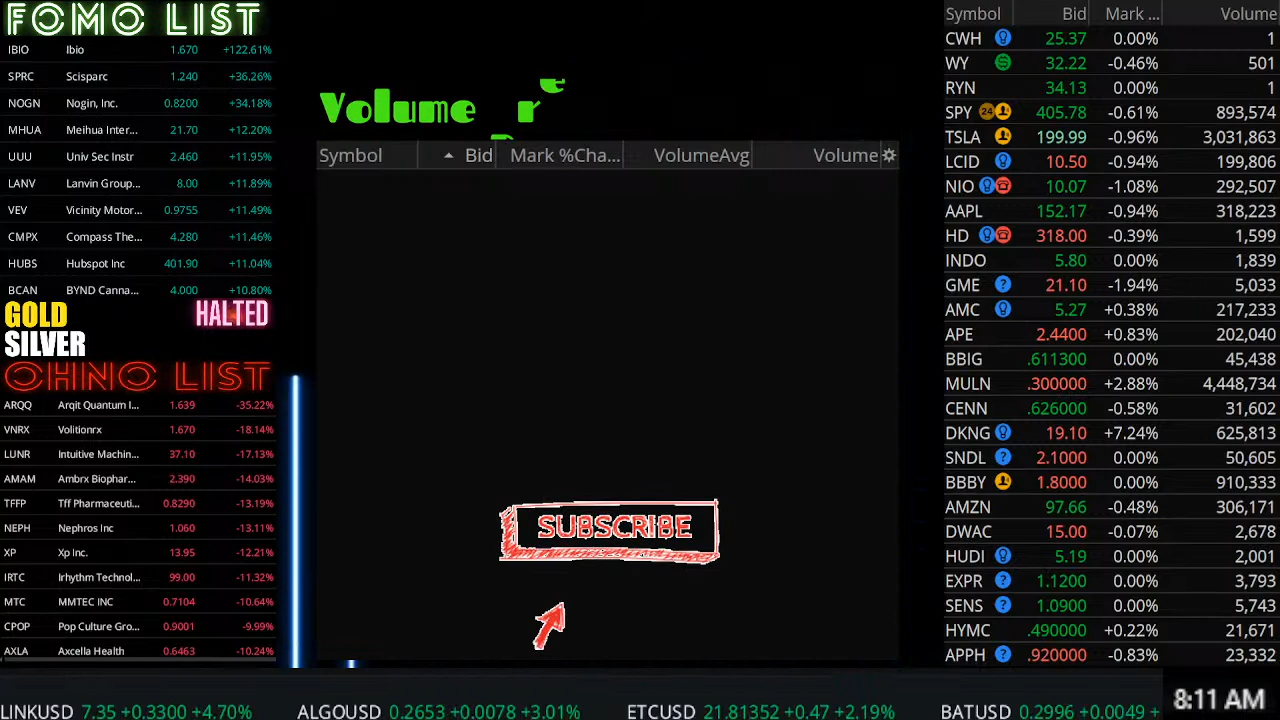 FOMO LIST
IBIO Ibio 1.670 +122.61%
SPRC Scisparc 1.240 +36.26%
NOGN Nogin, Inc. 0.8200 +34.18%
MHUA Meihua Inter... 21.70 +12.20%
UUU Univ Sec Instr 2.460 +11.95%
LANV Lanvin Group... 8.00 +11.89%
VEV Vicinity Motor... 0.9755 +11.49%
CMPX Compass The... 4.280 +11.46%
HUBS Hubspot Inc 401.90 +11.04%
BCAN BYND Canna... 4.000 +10.80%
GOLD HALTED
SILVER
OHNO LIST
ARQQ Arqit Quantum I... 1.639 -35.22%
VNRX Volitionrx 1.670 -18.14%
LUNR Intuitive Machin... 37.10 -17.13%
AMAM Ambrx Biophar... 2.390 -14.03%
TFFP Tff Pharmaceuti... 0.8290 -13.19%
NEPH Nephros Inc 1.060 -13.11%
XP Xp Inc. 13.95 -12.21%
IRTC Irhythm Technol... 99.00 -11.32%
MTC MMTEC INC 0.7104 -10.64%
CPOP Pop Culture Gro... 0.9001 -9.99%
AXLA Axcella Health 0.6463 -10.24%
Volume r e
Symbol Bid Mark %Cha... VolumeAvg Volume
SUBSCRIBE
Symbol Bid Mark ... Volume
CWH 25.37 0.00% 1
WY 32.22 -0.46% 501
RYN 34.13 0.00% 1
SPY 24 405.78 -0.61% 893,574
TSLA 199.99 -0.96% 3,031,863
LCID 10.50 -0.94% 199,806
NIO 10.07 -1.08% 292,507
AAPL 152.17 -0.94% 318,223
HD 318.00 -0.39% 1,599
INDO 5.80 0.00% 1,839
GME ? 21.10 -1.94% 5,033
AMC 5.27 +0.38% 217,233
APE 2.4400 +0.83% 202,040
BBIG .611300 0.00% 45,438
MULN .300000 +2.88% 4,448,734
CENN .626000 -0.58% 31,602
DKNG 19.10 +7.24% 625,813
SNDL ? 2.1000 0.00% 50,605
BBBY 1.8000 0.00% 910,333
AMZN 97.66 -0.48% 306,171
DWAC 15.00 -0.07% 2,678
HUDI 5.19 0.00% 2,001
EXPR ? 1.1200 0.00% 3,793
SENS ? 1.0900 0.00% 5,743
HYMC .490000 +0.22% 21,671
APPH ? .920000 -0.83% 23,332
LINKUSD 7.35 +0.3300 +4.70% ALGOUSD 0.2653 +0.0078 +3.01% ETCUSD 21.81352 +0.47 +2.19% BATUSD 0.2996 +0.0049 +
8:11 AM